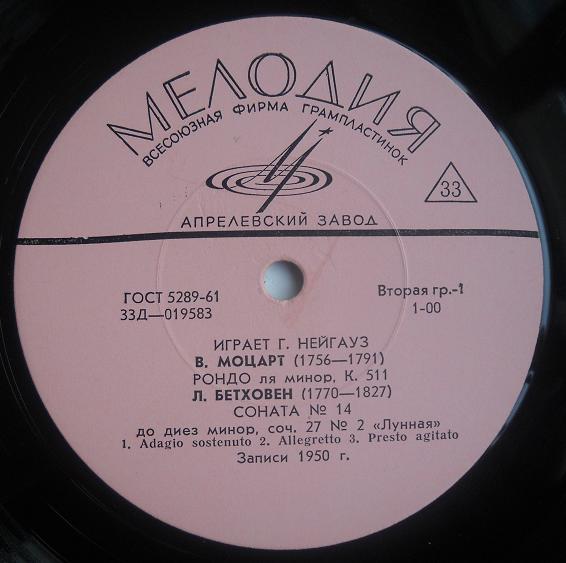 МЕЛОДИЯ
ВСЕСОЮЗНАЯ ФИРМА ГРАМПЛАСТИНОК
33
АПРЕЛЕВСКИЙ ЗАВОД
ГОСТ 5289-61
33Д—019583
Вторая гр.-1
1-00
ИГРАЕТ Г. НЕЙГАУЗ
В. МОЦАРТ (1756—1791)
РОНДО ля минор, К. 511
Л. БЕТХОВЕН (1770—1827)
СОНАТА № 14
до диез минор, соч. 27 № 2 «Лунная»
1. Adagio sostenuto 2. Allegretto 3. Presto agitato
Записи 1950 г.